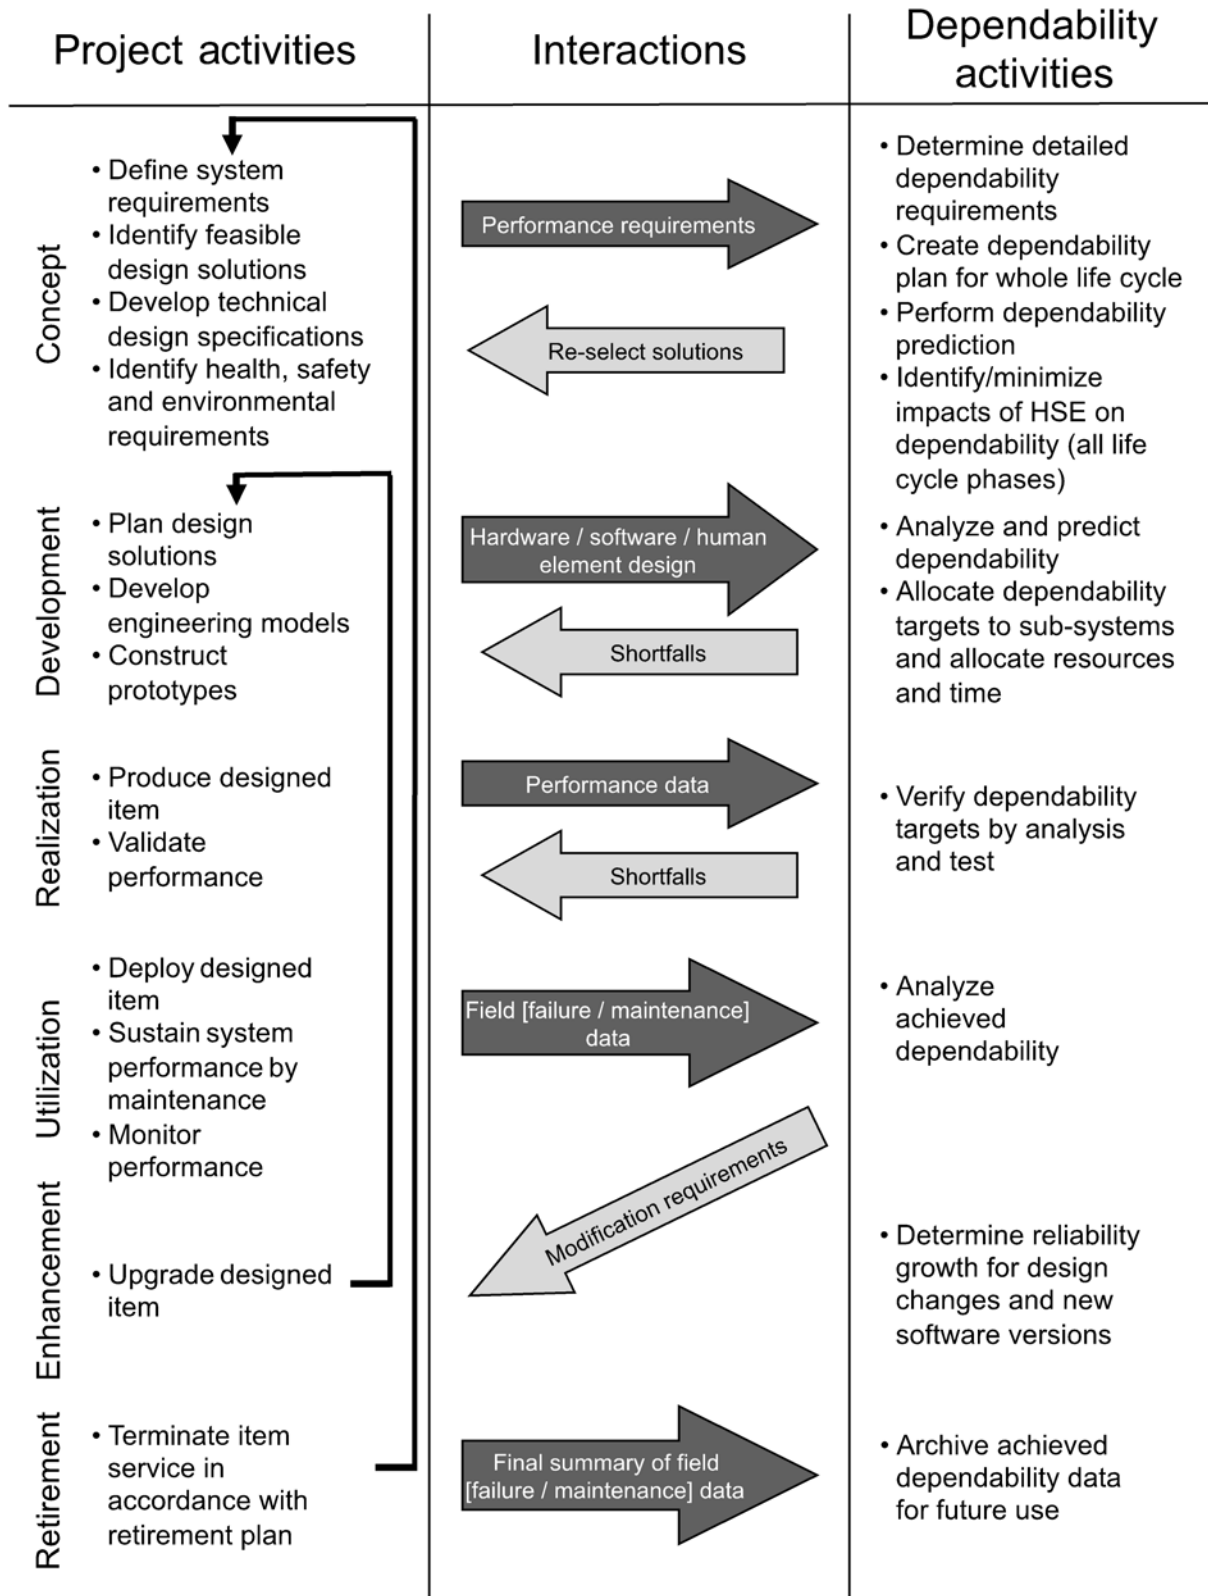 Project activities
Interactions
Dependability
activities
Concept
• Define system
requirements
• Identify feasible
design solutions
• Develop technical
design specifications
• Identify health, safety
and environmental
requirements
Performance requirements
Re-select solutions
• Determine detailed
dependability
requirements
• Create dependability
plan for whole life cycle
• Perform dependability
prediction
• Identify/minimize
impacts of HSE on
dependability (all life
cycle phases)
Development
• Plan design
solutions
• Develop
engineering models
• Construct
prototypes
Hardware / software / human
element design
Shortfalls
• Analyze and predict
dependability
• Allocate dependability
targets to sub-systems
and allocate resources
and time
Realization
• Produce designed
item
• Validate
performance
Performance data
Shortfalls
• Verify dependability
targets by analysis
and test
Utilization
• Deploy designed
item
• Sustain system
performance by
maintenance
• Monitor
performance
Field [failure / maintenance]
data
• Analyze
achieved
dependability
Enhancement
• Upgrade designed
item
Modification requirements
• Determine reliability
growth for design
changes and new
software versions
Retirement
• Terminate item
service in
accordance with
retirement plan
Final summary of field
[failure / maintenance] data
• Archive achieved
dependability data
for future use